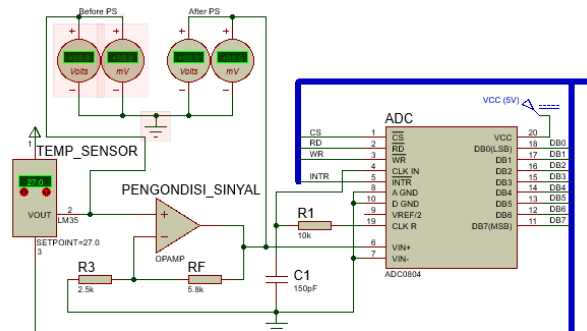 Before PS
After PS
Volts
mV
Volts
mV
VCC (5V)
ADC
CS
RD
WR
INTR
1
2
3
4
5
8
10
9
19
6
7
CS
RD
WR
CLK IN
INTR
A GND
D GND
VREF/2
CLK R
VIN+
VIN-
VCC
DB0(LSB)
DB1
DB2
DB3
DB4
DB5
DB6
DB7(MSB)
20
18
17
16
15
14
13
12
11
DB0
DB1
DB2
DB3
DB4
DB5
DB6
DB7
ADC0804
1
TEMP_SENSOR
27.0
VOUT
2
LM35
SETPOINT=27.0
3
PENGONDISI_SINYAL
OPAMP
R1
10k
R3
2.5k
RF
5.8k
C1
150pF